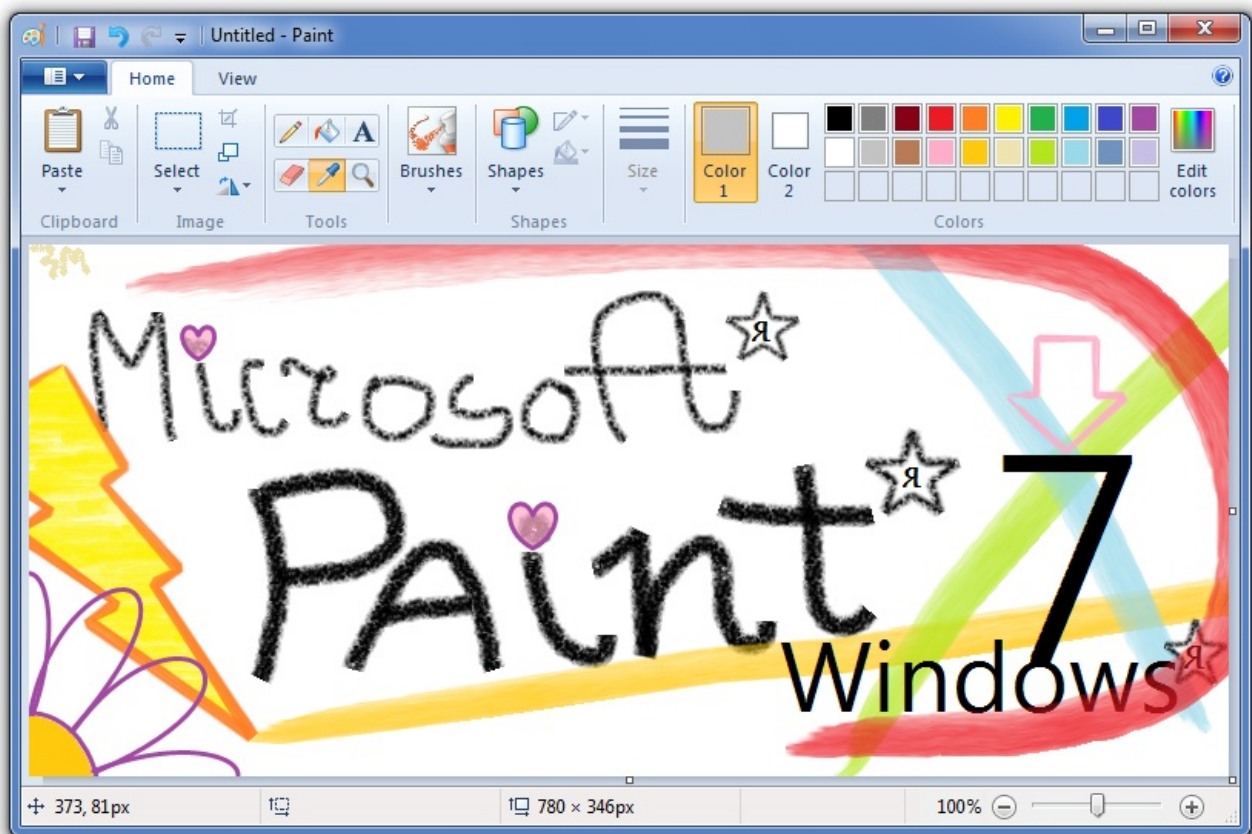 Untitled - Paint
Home View
Paste Select A Brushes Shapes Size Color 1 Color 2 Edit colors
Clipboard Image Tools Shapes Colors
Microsoft Я
Paint Я
7
Windows Я
373, 81px 780 × 346px 100%